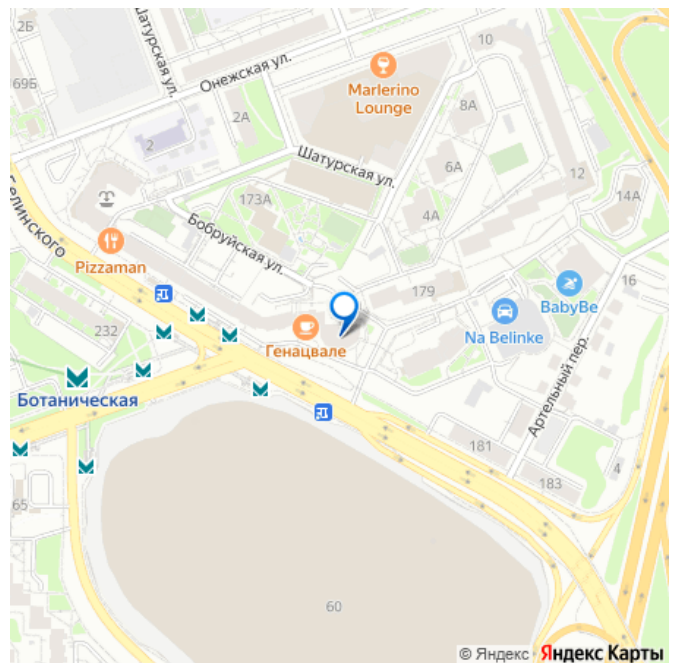 Шатурская ул.
2Б
69Б
Онежская ул.
10
Marlerino
Lounge
8А
2А
2
Шатурская ул.
6А
12
14А
173А
4А
Белинского
Бобруйская ул.
Pizzaman
179
16
BabyBe
Na Belinke
232
Генацвале
Ботаническая
Артельный пер.
181
4
183
65
60
© Яндекс Яндекс Карты